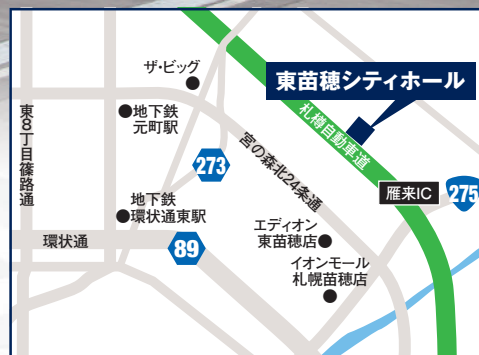 ザ・ビッグ
東苗穂シティホール
地下鉄
元町駅
札樽自動車道
東8丁目篠路通
宮の森北24条通
273
雁来IC
275
地下鉄
環状通東駅
エディオン
東苗穂店
環状通
89
イオンモール
札幌苗穂店